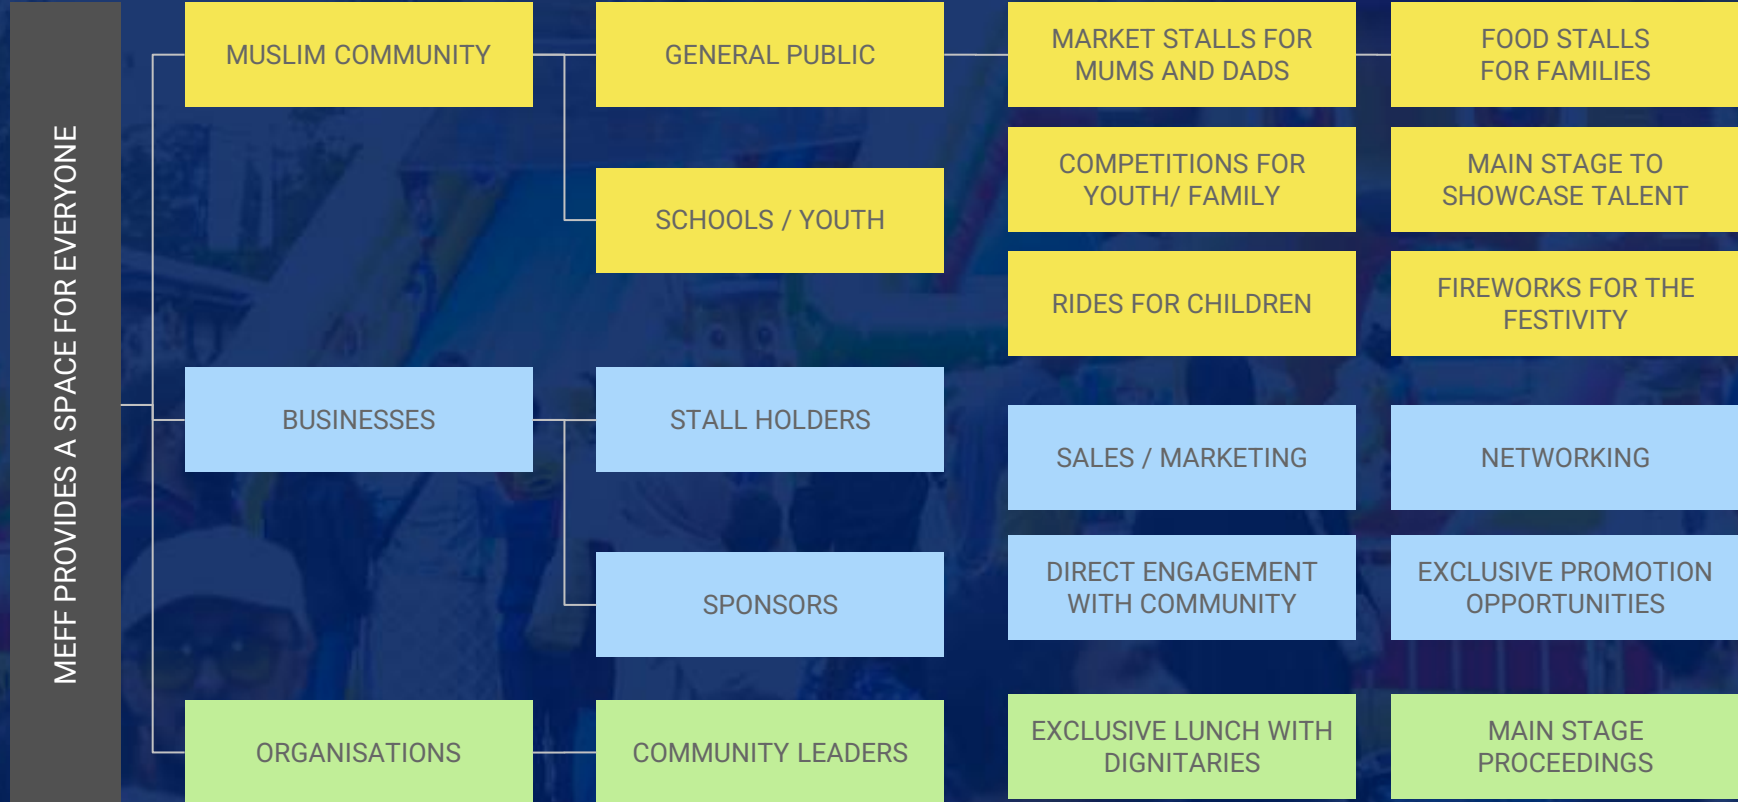 MEFF PROVIDES A SPACE FOR EVERYONE
MUSLIM COMMUNITY
GENERAL PUBLIC
MARKET STALLS FOR
MUMS AND DADS
FOOD STALLS
FOR FAMILIES
SCHOOLS / YOUTH
COMPETITIONS FOR
YOUTH/ FAMILY
MAIN STAGE TO
SHOWCASE TALENT
RIDES FOR CHILDREN
FIREWORKS FOR THE
FESTIVITY
BUSINESSES
STALL HOLDERS
SALES / MARKETING
NETWORKING
SPONSORS
DIRECT ENGAGEMENT
WITH COMMUNITY
EXCLUSIVE PROMOTION
OPPORTUNITIES
ORGANISATIONS
COMMUNITY LEADERS
EXCLUSIVE LUNCH WITH
DIGNITARIES
MAIN STAGE
PROCEEDINGS